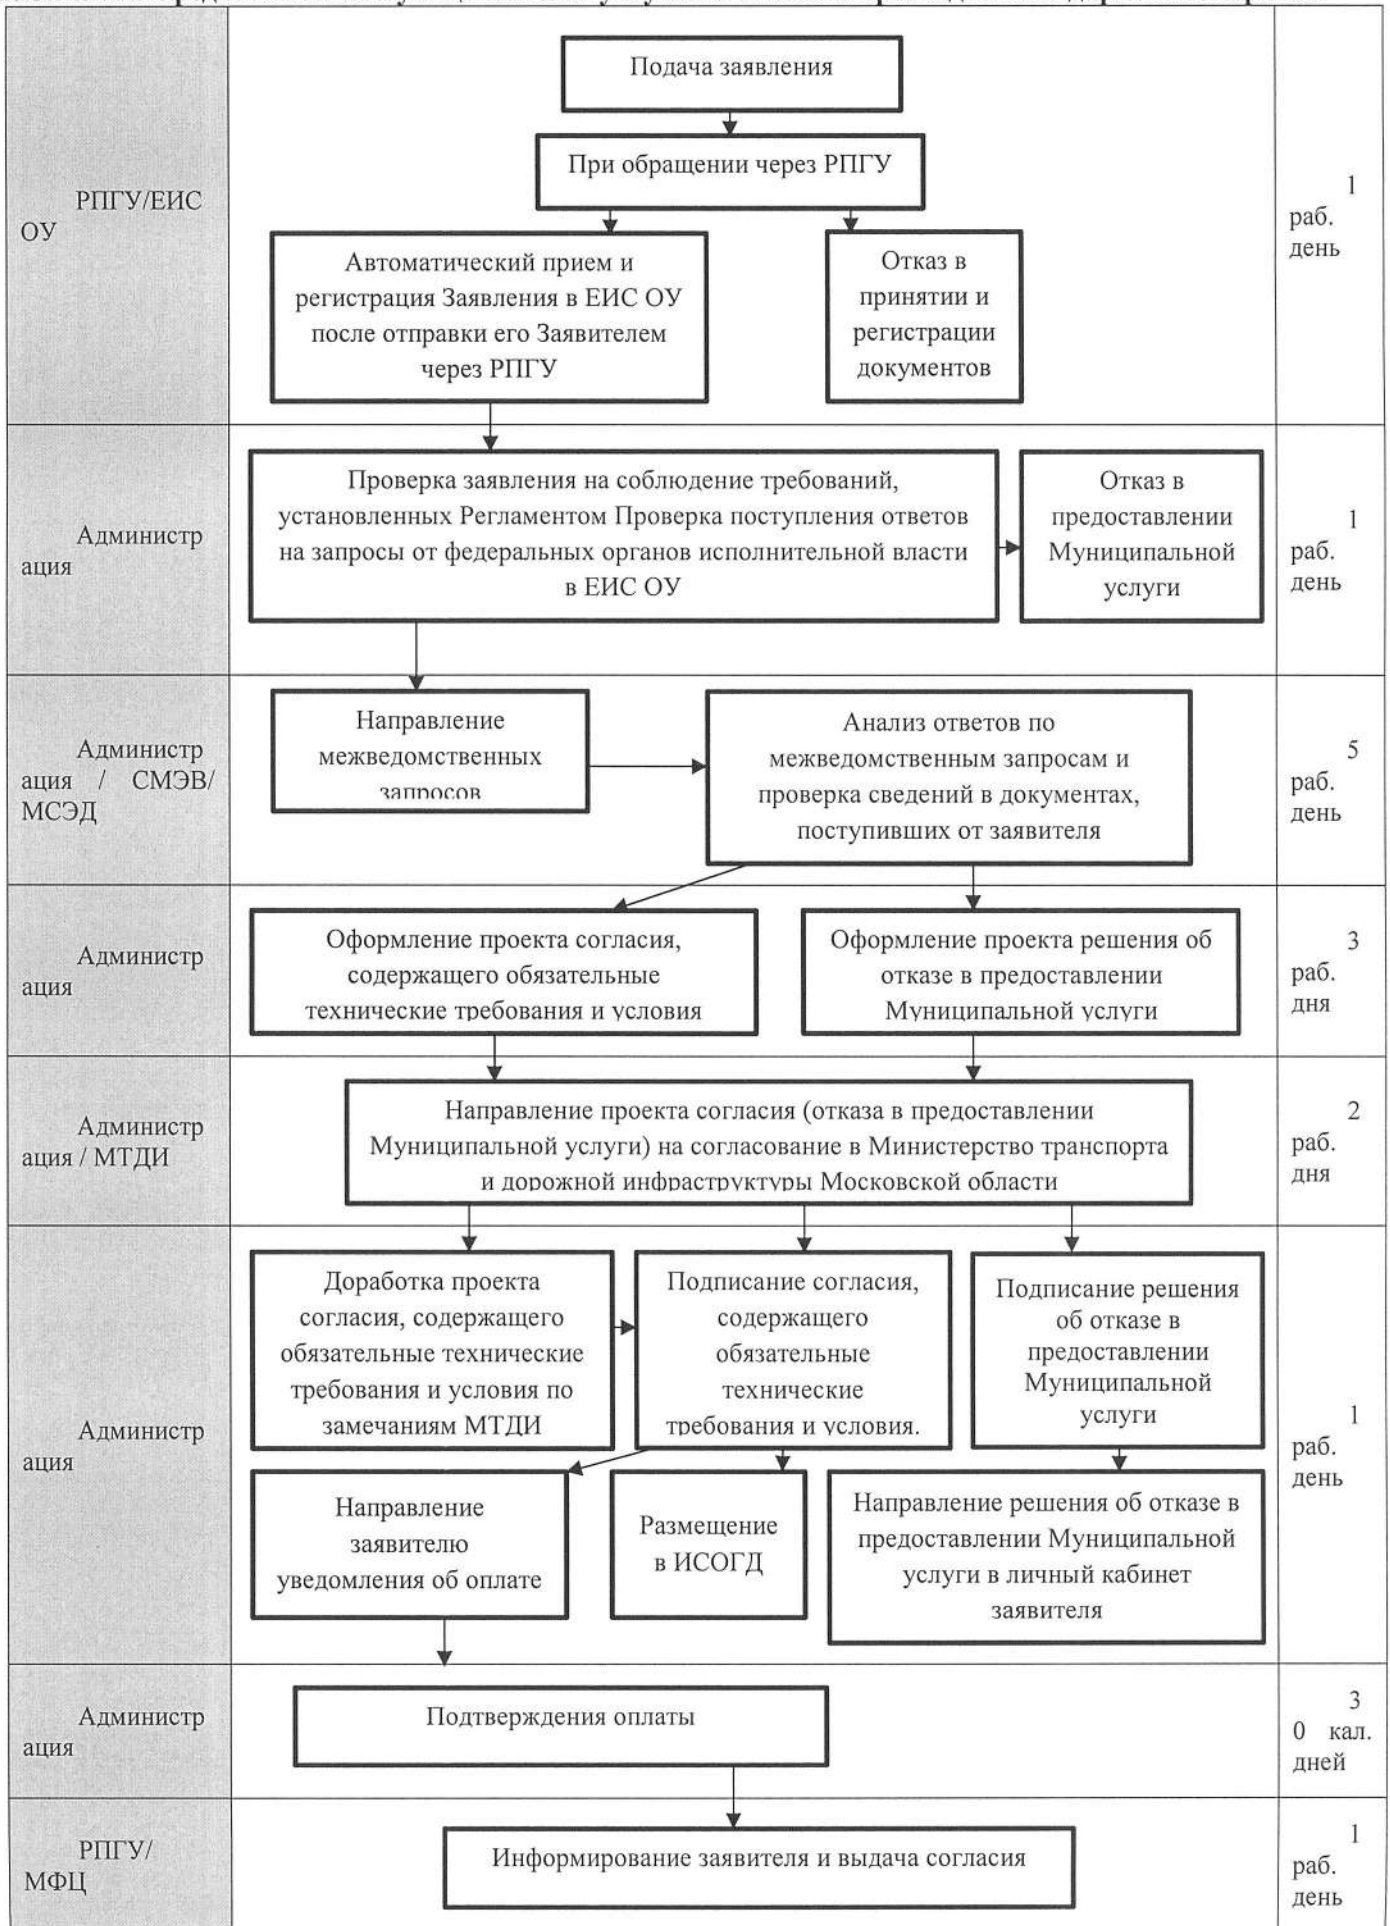 Подача заявления
При обращении через РПГУ
РПГУ/ЕИС
ОУ
Автоматический прием и
регистрация Заявления в ЕИС ОУ
после отправки его Заявителем
через РПГУ
Отказ в
принятии и
регистрации
документов
1
раб.
день
Администр
ация
Проверка заявления на соблюдение требований,
установленных Регламентом Проверка поступления ответов
на запросы от федеральных органов исполнительной власти
в ЕИС ОУ
Отказ в
предоставлении
Муниципальной
услуги
1
раб.
день
Администр
ация / СМЭВ/
МСЭД
Направление
межведомственных
запросов
Анализ ответов по
межведомственным запросам и
проверка сведений в документах,
поступивших от заявителя
5
раб.
день
Администр
ация
Оформление проекта согласия,
содержащего обязательные
технические требования и условия
Оформление проекта решения об
отказе в предоставлении
Муниципальной услуги
3
раб.
дня
Администр
ация / МТДИ
Направление проекта согласия (отказа в предоставлении
Муниципальной услуги) на согласование в Министерство транспорта
и дорожной инфраструктуры Московской области
2
раб.
дня
Администр
ация
Доработка проекта
согласия, содержащего
обязательные технические
требования и условия по
замечаниям МТДИ
Подписание согласия,
содержащего
обязательные
технические
требования и условия.
Подписание решения
об отказе в
предоставлении
Муниципальной
услуги
Направление
заявителю
уведомления об оплате
Размещение
в ИСОГД
Направление решения об отказе в
предоставлении Муниципальной
услуги в личный кабинет
заявителя
1
раб.
день
Администр
ация
Подтверждения оплаты
3
0 кал.
дней
РПГУ/
МФЦ
Информирование заявителя и выдача согласия
1
раб.
день